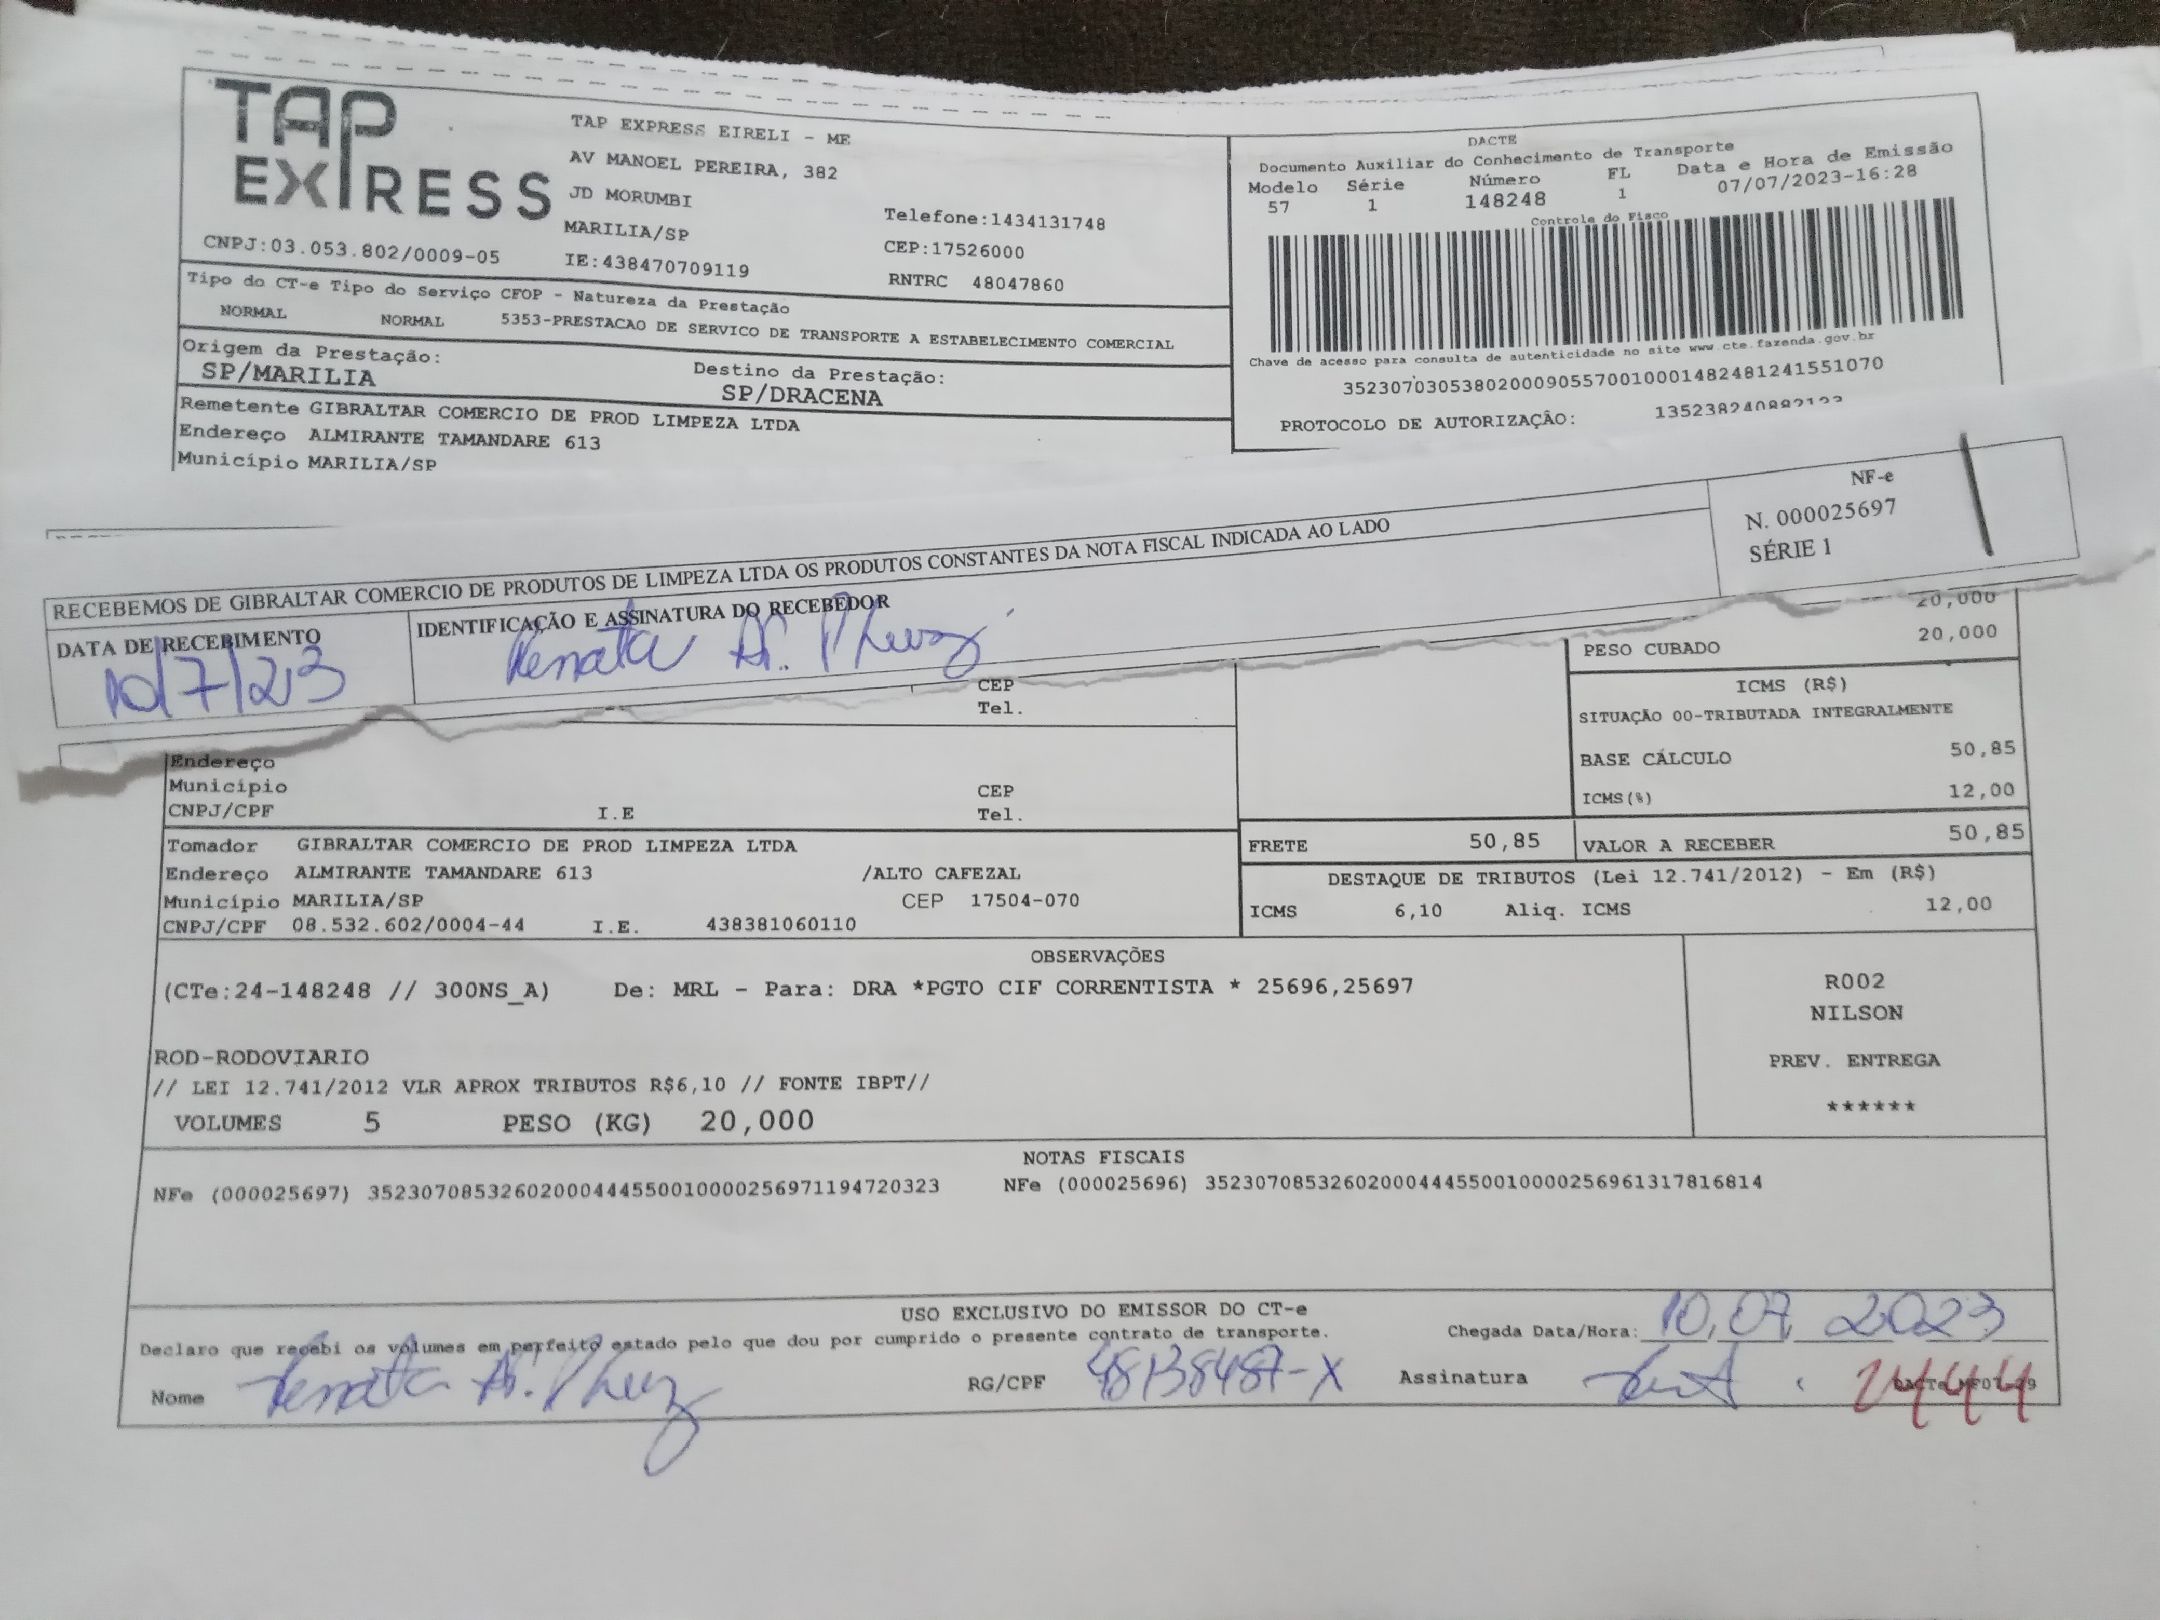 TAP
EXPRESS
TAP EXPRESS EIRELI - ME
AV MANOEL PEREIRA, 382
JD MORUMBI
MARILIA/SP
Telefone:1434131748
CEP:17526000
CNPJ:03.053.802/0009-05
IE:438470709119
RNTRC 48047860
DACTE
Documento Auxiliar do Conhecimento de Transporte
Modelo Série Número FL Data e Hora de Emissão
57 1 148248 1 07/07/2023-16:28
Controle do Fisco
Chave de acesso para consulta de autenticidade no site www.cte.fazenda.gov.br
35230703053802000905570010001482481241551070
PROTOCOLO DE AUTORIZAÇÃO:
Tipo do CT-e Tipo do Serviço CFOP - Natureza da Prestação
NORMAL NORMAL 5353-PRESTACAO DE SERVICO DE TRANSPORTE A ESTABELECIMENTO COMERCIAL
Origem da Prestação:
SP/MARILIA
Destino da Prestação:
SP/DRACENA
Remetente GIBRALTAR COMERCIO DE PROD LIMPEZA LTDA
Endereço ALMIRANTE TAMANDARE 613
Município MARILIA/SP
RECEBEMOS DE GIBRALTAR COMERCIO DE PRODUTOS DE LIMPEZA LTDA OS PRODUTOS CONSTANTES DA NOTA FISCAL INDICADA AO LADO
NF-e
N. 000025697
SÉRIE 1
DATA DE RECEBIMENTO
10/7/23
IDENTIFICAÇÃO E ASSINATURA DO RECEBEDOR
Renata
20,000
PESO CUBADO 20,000
CEP
Tel.
ICMS (R$)
SITUAÇÃO 00-TRIBUTADA INTEGRALMENTE
BASE CÁLCULO 50,85
ICMS(%) 12,00
Endereço
Município CEP
CNPJ/CPF I.E Tel.
FRETE 50,85 VALOR A RECEBER 50,85
DESTAQUE DE TRIBUTOS (Lei 12.741/2012) - Em (R$)
ICMS 6,10 Aliq. ICMS 12,00
Tomador GIBRALTAR COMERCIO DE PROD LIMPEZA LTDA
Endereço ALMIRANTE TAMANDARE 613 /ALTO CAFEZAL
Município MARILIA/SP CEP 17504-070
CNPJ/CPF 08.532.602/0004-44 I.E. 438381060110
OBSERVAÇÕES
(CTe:24-148248 // 300NS_A) De: MRL - Para: DRA *PGTO CIF CORRENTISTA * 25696,25697
ROD-RODOVIARIO
// LEI 12.741/2012 VLR APROX TRIBUTOS R$6,10 // FONTE IBPT//
VOLUMES 5 PESO (KG) 20,000
R002
NILSON
PREV. ENTREGA
******
NOTAS FISCAIS
NFe (000025697) 35230708532602000444550010000256971194720323 NFe (000025696) 35230708532602000444550010000256961317816814
USO EXCLUSIVO DO EMISSOR DO CT-e
Declaro que recebi os volumes em perfeito estado pelo que dou por cumprido o presente contrato de transporte.
Chegada Data/Hora: 10,07, 2023
Nome Renata
RG/CPF 48138487-X
Assinatura
2444